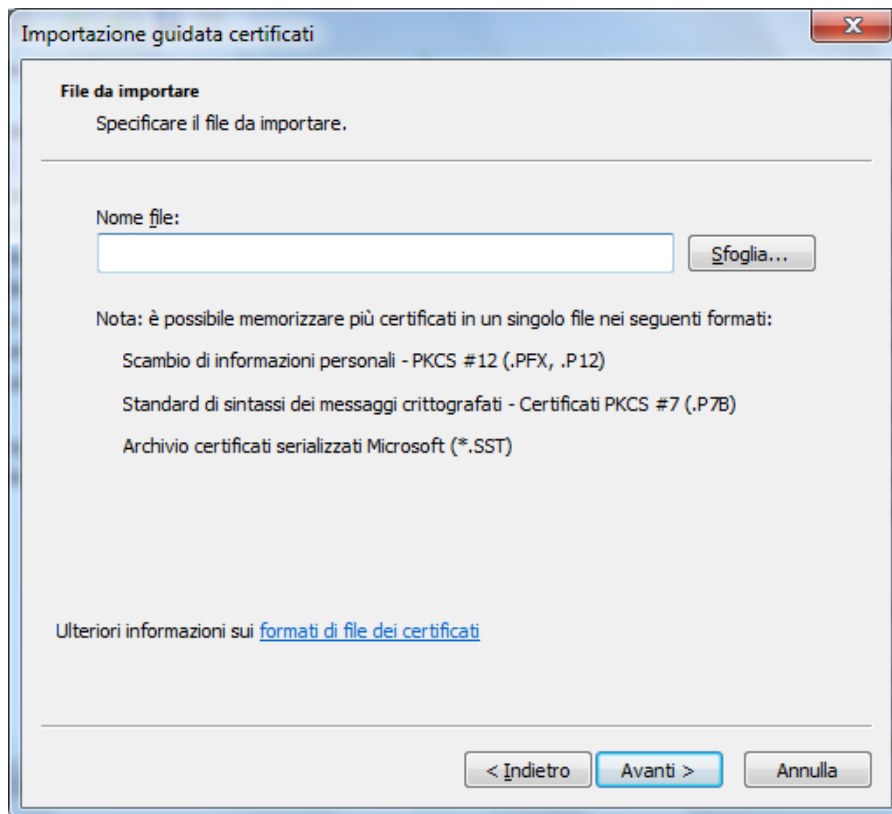 Importazione guidata certificati
File da importare
Specificare il file da importare.
Nome file:
Sfoglia...
Nota: è possibile memorizzare più certificati in un singolo file nei seguenti formati:
Scambio di informazioni personali - PKCS #12 (.PFX, .P12)
Standard di sintassi dei messaggi crittografati - Certificati PKCS #7 (.P7B)
Archivio certificati serializzati Microsoft (*.SST)
Ulteriori informazioni sui formati di file dei certificati
< Indietro Avanti > Annulla